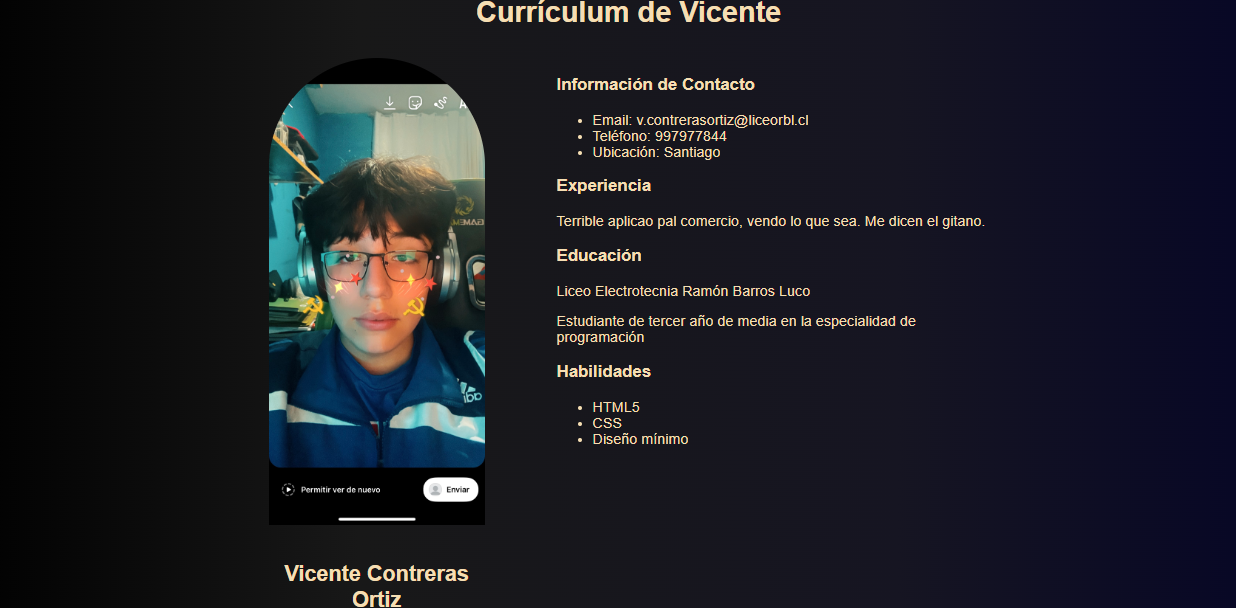 Currículum de Vicente
Información de Contacto
Email: v.contrerasortiz@liceorbl.cl
Teléfono: 997977844
Ubicación: Santiago
Experiencia
Terrible aplicao pal comercio, vendo lo que sea. Me dicen el gitano.
Educación
Liceo Electrotecnia Ramón Barros Luco
Estudiante de tercer año de media en la especialidad de
programación
Habilidades
HTML5
CSS
Diseño mínimo
Permitir ver de nuevo
Enviar
Vicente Contreras
Ortiz